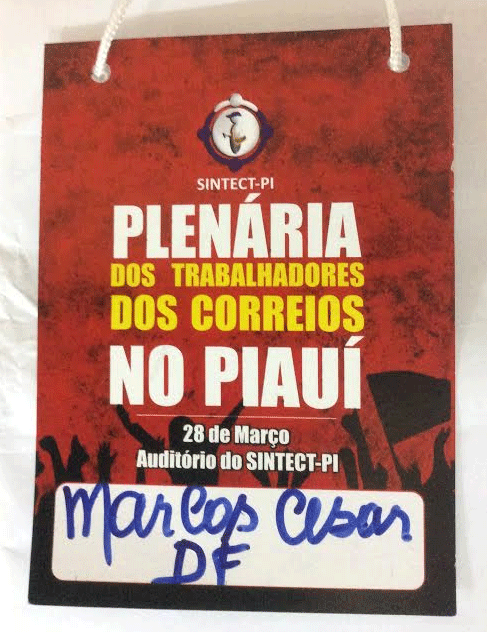 SINTECT-PI
PLENÁRIA
DOS TRABALHADORES
DOS CORREIOS
NO PIAUÍ
28 de Março
Auditório do SINTECT-PI
Marcos Cesar
DF